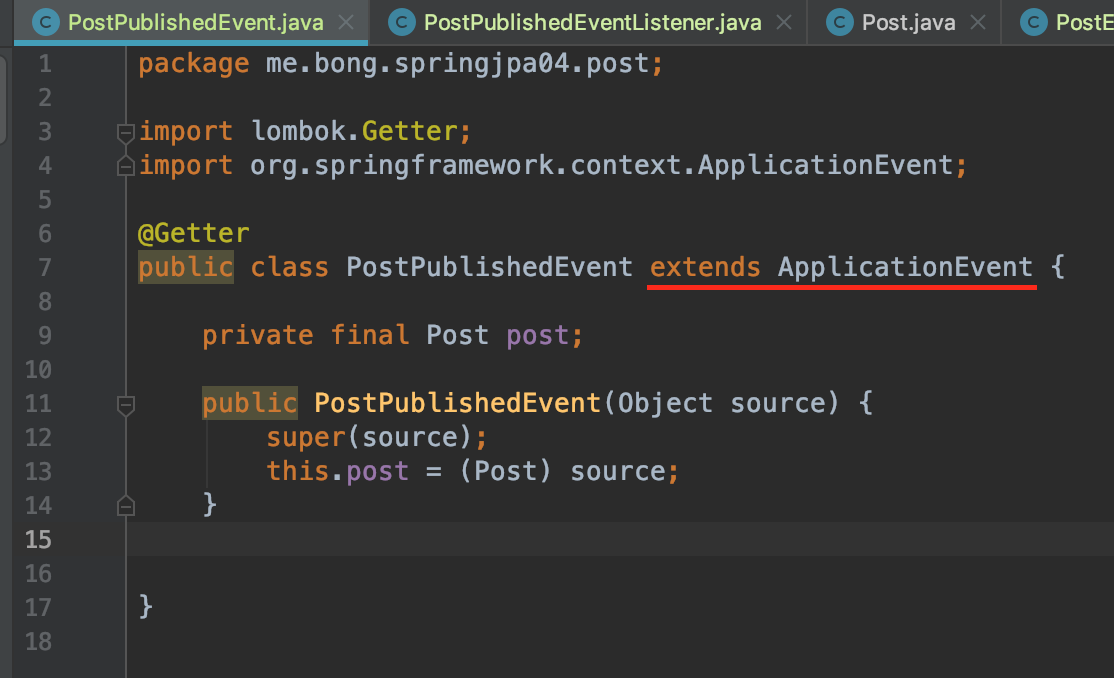 PostPublishedEvent.java PostPublishedEventListener.java Post.java PostE
1 package me.bong.springjpa04.post;
2
3 import lombok.Getter;
4 import org.springframework.context.ApplicationEvent;
5
6 @Getter
7 public class PostPublishedEvent extends ApplicationEvent {
8
9 private final Post post;
10
11 public PostPublishedEvent(Object source) {
12 super(source);
13 this.post = (Post) source;
14 }
15
16
17 }
18